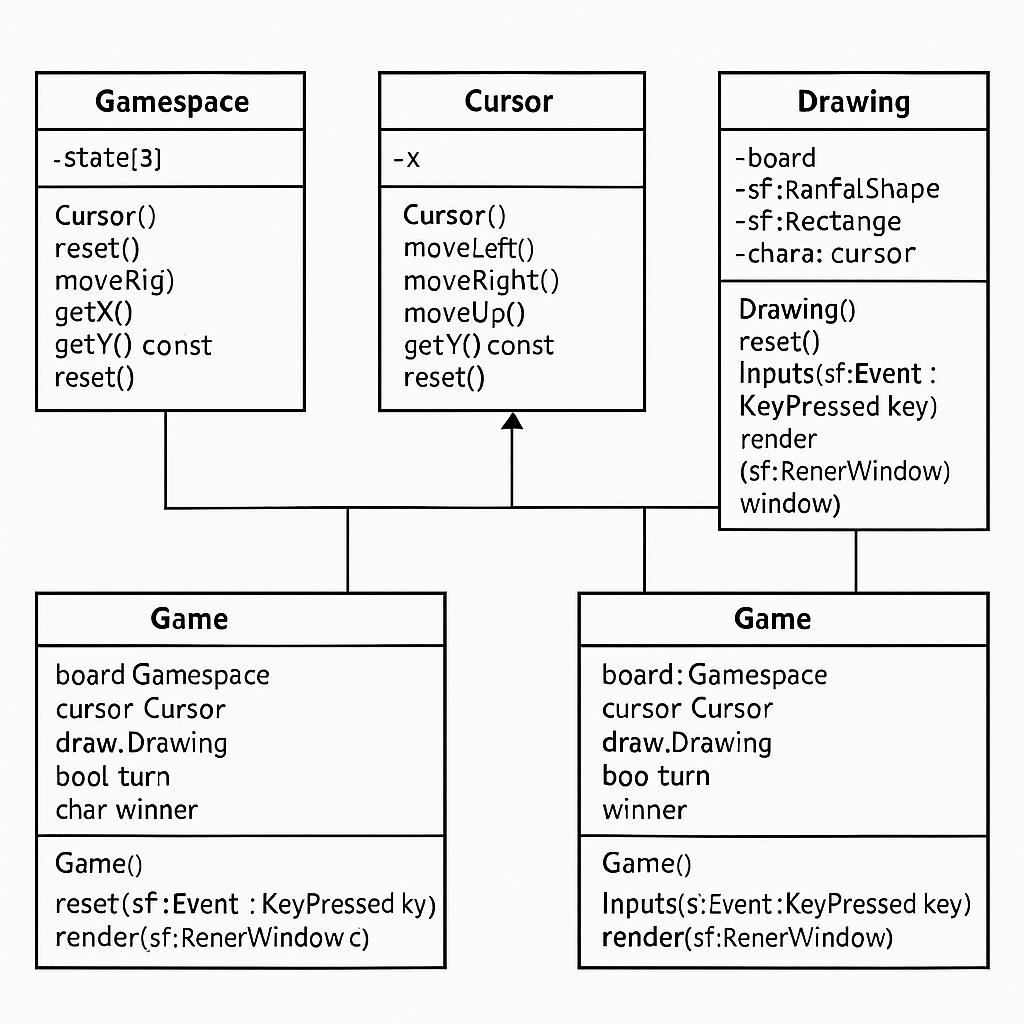 Gamespace
-state[3]
Cursor()
reset()
moveRig)
getX()
getY() const
reset()
Cursor
-x
Cursor()
moveLeft()
moveRight()
moveUp()
getY() const
reset()
Drawing
-board
-sf:RanfalShape
-sf:Rectange
-chara: cursor
Drawing()
reset()
Inputs(sf:Event :
KeyPressed key)
render
(sf:RenerWindow)
window)
Game
board Gamespace
cursor Cursor
draw.Drawing
bool turn
char winner
Game()
reset(sf:Event : KeyPressed ky)
render(sf:RenerWindow c)
Game
board: Gamespace
cursor Cursor
draw.Drawing
boo turn
winner
Game()
Inputs(s:Event:KeyPressed key)
render(sf:RenerWindow)